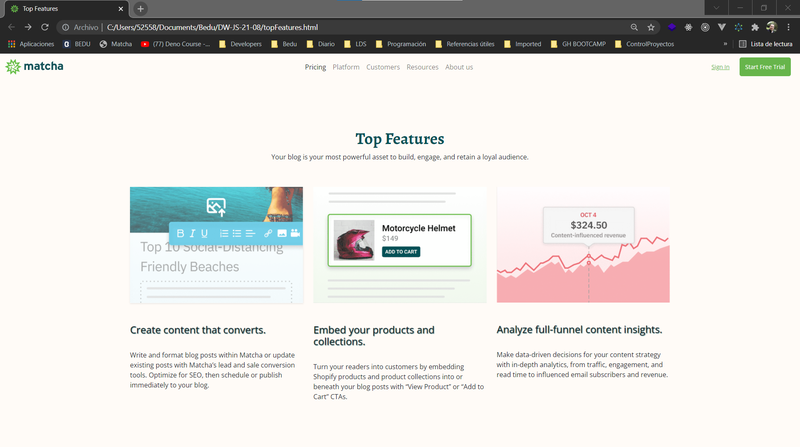 Top Features
Archivo | C:/Users/52558/Documents/Bedu/DW-JS-21-08/topFeatures.html
Aplicaciones BEDU Matcha (77) Deno Course -... Developers Bedu Diario LDS Programación Referencias útiles Imported GH BOOTCAMP ControlProyectos » Lista de lectura
matcha Pricing Platform Customers Resources About us Sign in Start Free Trial
Top Features
Your blog is your most powerful asset to build, engage, and retain a loyal audience.
B I U
Top 10 Social-Distancing
Friendly Beaches
Motorcycle Helmet
$149
ADD TO CART
OCT 4
$324.50
Content-influenced revenue
Create content that converts.
Write and format blog posts within Matcha or update
existing posts with Matcha's lead and sale conversion
tools. Optimize for SEO, then schedule or publish
immediately to your blog.
Embed your products and
collections.
Turn your readers into customers by embedding
Shopify products and product collections into or
beneath your blog posts with "View Product" or "Add to
Cart" CTAs.
Analyze full-funnel content insights.
Make data-driven decisions for your content strategy
with in-depth analytics, from traffic, engagement, and
read time to influenced email subscribers and revenue.